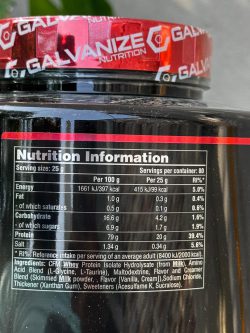 GALVANIZE
NUTRITION
GALVANIZE
Nutrition Information
Serving size: 25 g Servings per container: 80
Per 100 g Per 25 g RI%*
Energy 1661 kJ/397 kcal 415 kJ/99 kcal 5.0%
Fat 1.0 g 0.3 g 0.4%
- of which saturates 0.5 g 0.1 g 0.6%
Carbohydrate 16.6 g 4.2 g 1.6%
- of which sugars 6.9 g 1.7 g 1.9%
Protein 79 g 20 g 39.4%
Salt 1.34 g 0.34 g 5.6%
* RI%: Reference intake per serving of an average adult (8400 kJ/2000 kcal)
Ingredients: CFM Whey Protein Isolate Hydrolysate (from Milk), Amino
Acid Blend (L-Glycine, L-Taurine), Maltodextrin, Flavor and Creamer
Blend (Skimmed Milk powder, Flavor (Vanilla, Cream)), Sodium Chloride,
Thickener (Xanthan Gum), Sweeteners (Acesulfame K, Sucralose).